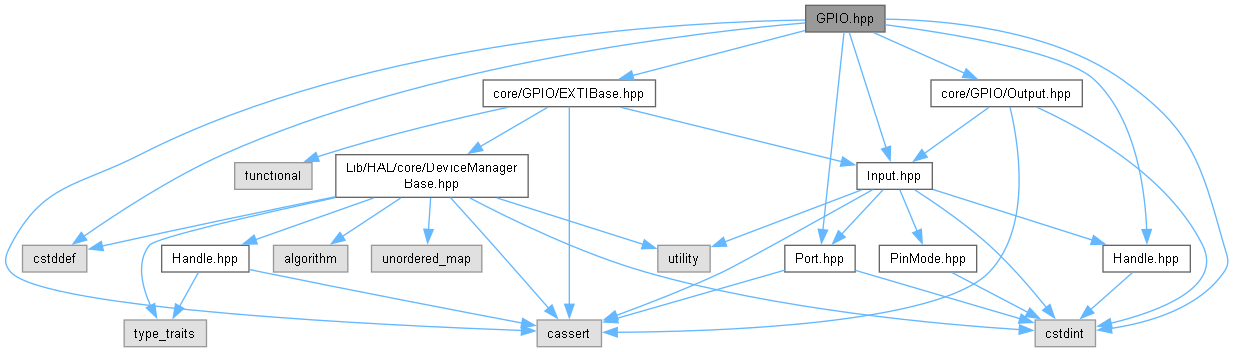 GPIO.hpp
core/GPIO/EXTIBase.hpp
core/GPIO/Output.hpp
functional
Lib/HAL/core/DeviceManager
Base.hpp
Input.hpp
cstddef
Handle.hpp
algorithm
unordered_map
utility
Port.hpp
PinMode.hpp
Handle.hpp
type_traits
cassert
cstdint